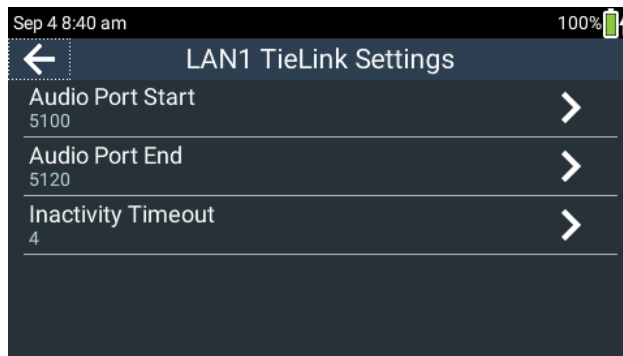 Sep 4 8:40 am 100%
LAN1 TieLink Settings
Audio Port Start
5100
Audio Port End
5120
Inactivity Timeout
4